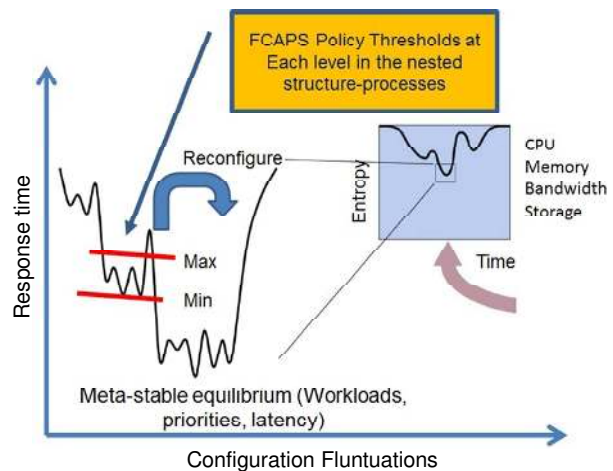 FCAPS Policy Thresholds at
Each level in the nested
structure-processes
Reconfigure
CPU
Memory
Bandwidth
Storage
Entropy
Time
Max
Min
Response time
Meta-stable equilibrium (Workloads,
priorities, latency)
Configuration Fluntuations